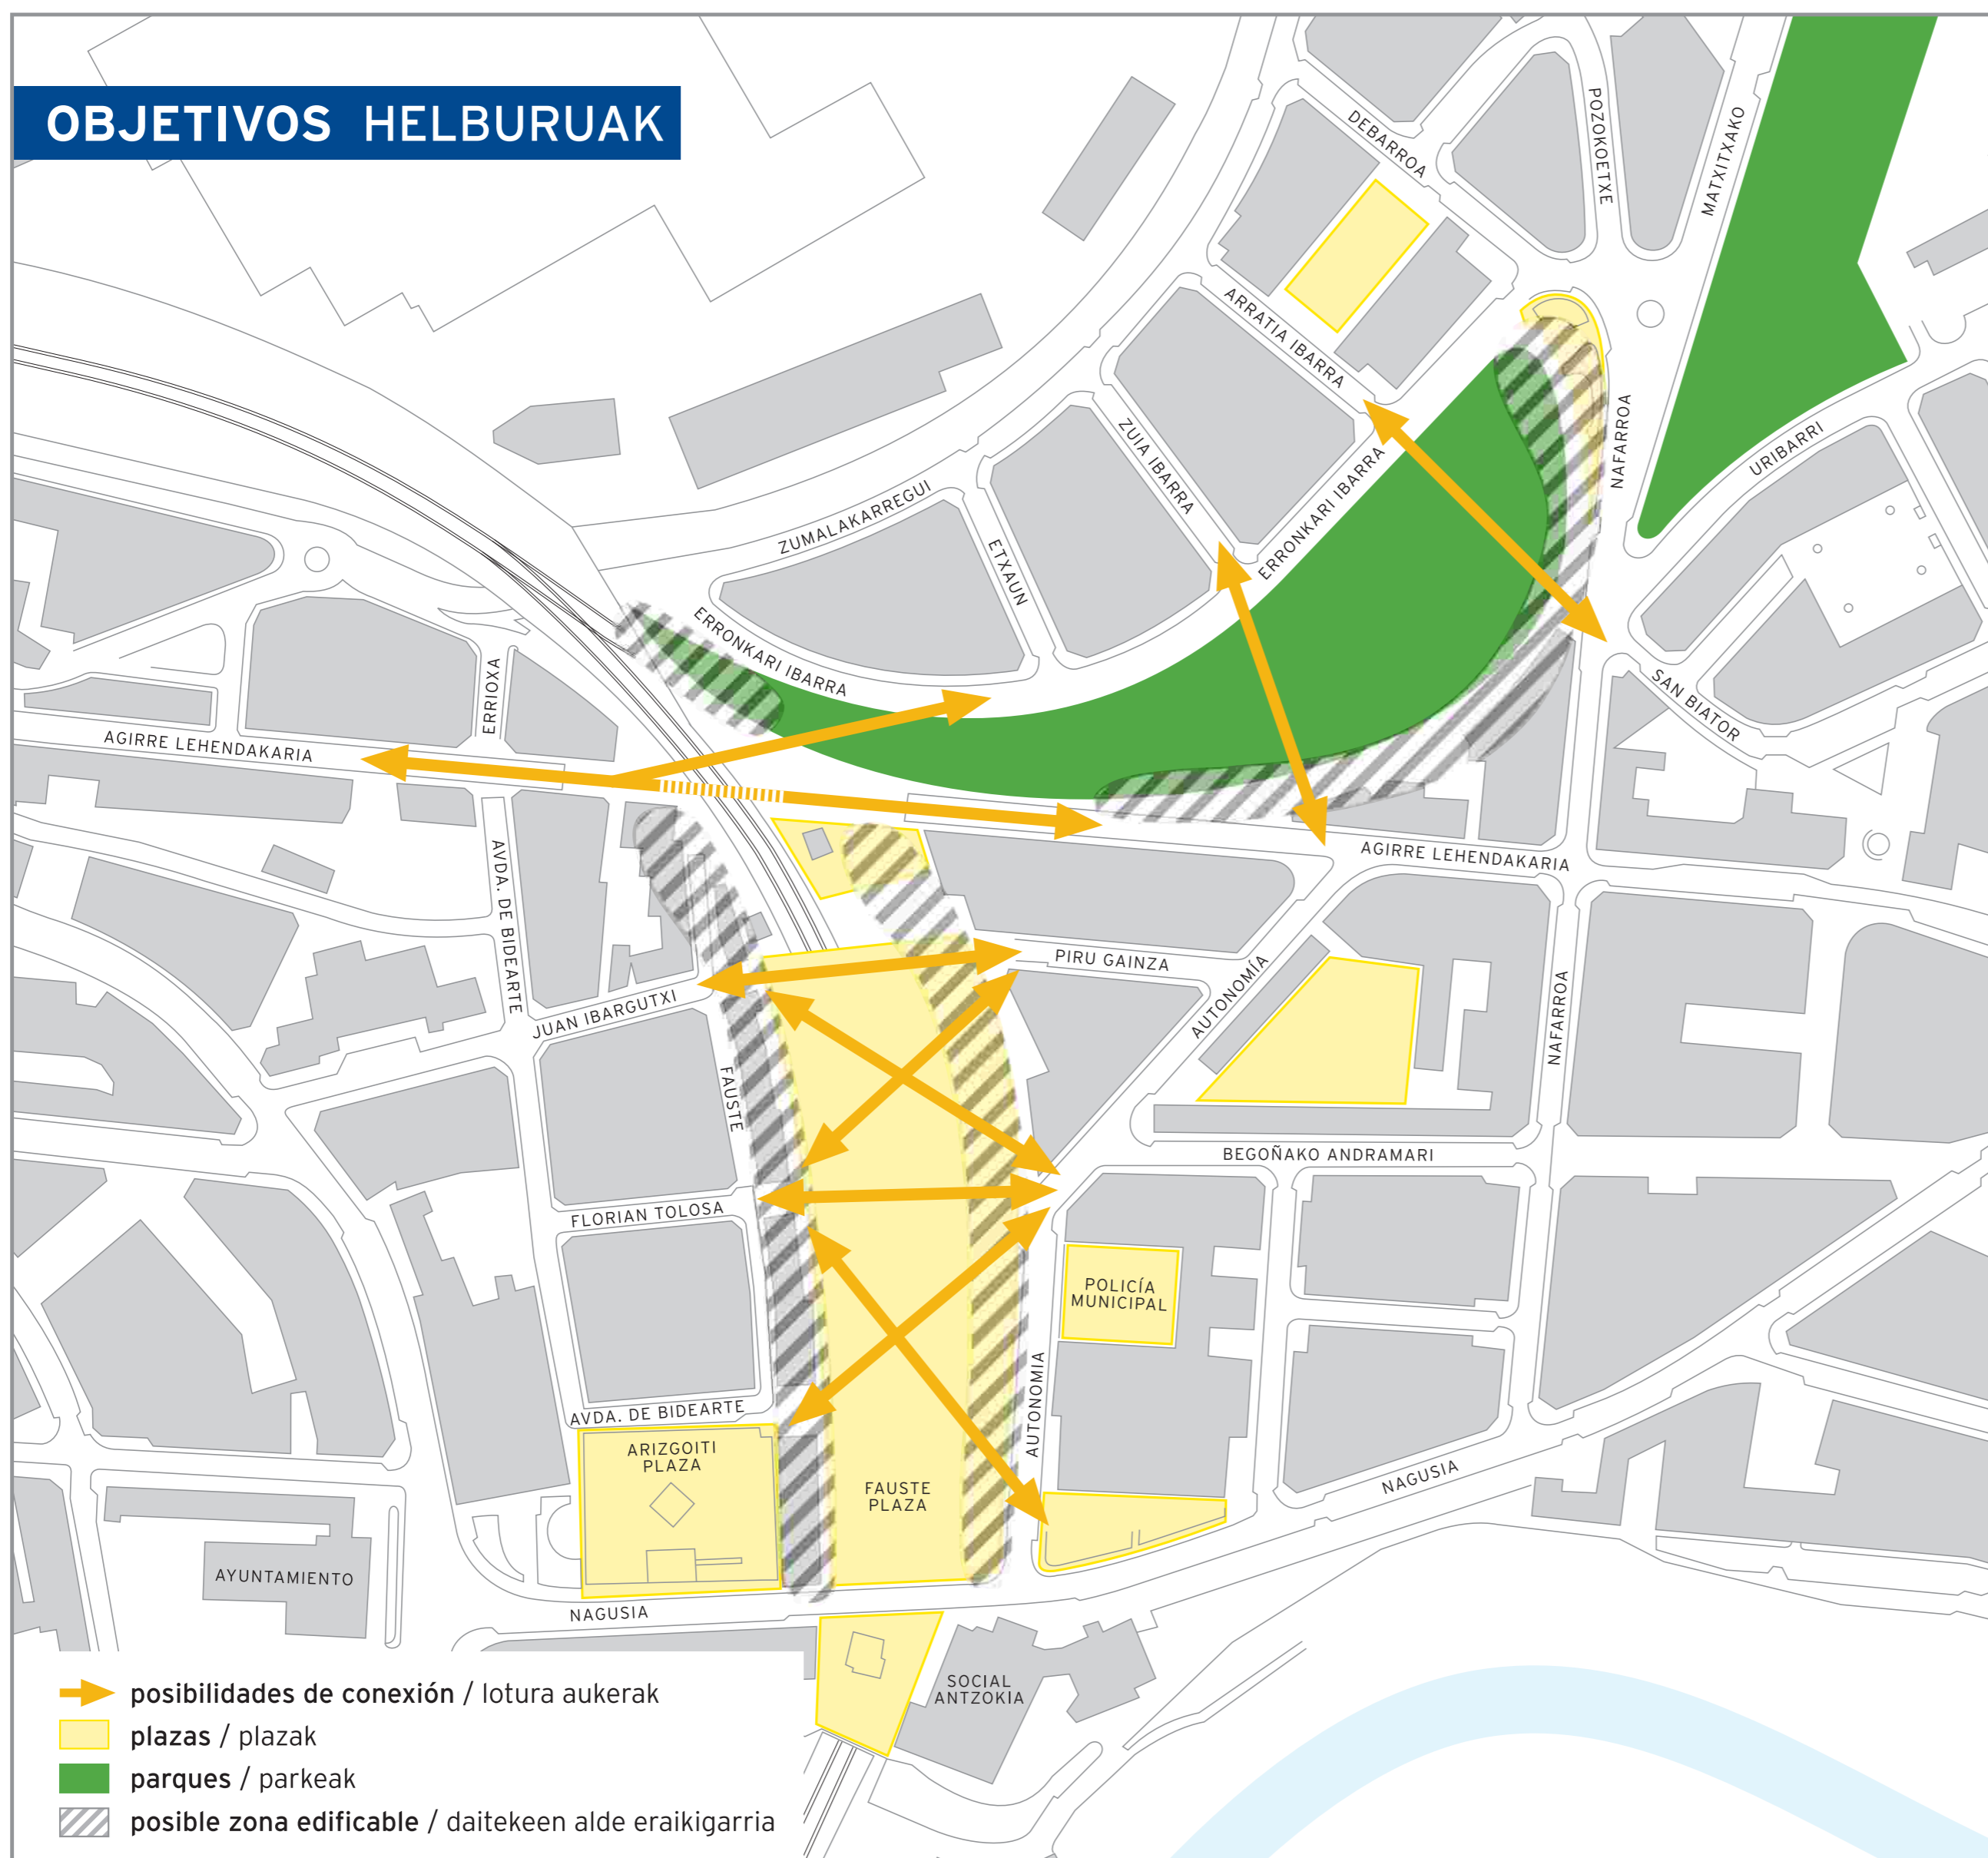 OBJETIVOS HELBURUAK
DEBARROA
POZOKOETXE
MATXITXAKO
ARRATIA IBARRA
NAFARROA
URIBARRI
ZUIA IBARRA
ERRONKARI IBARRA
ZUMALAKARREGUI
ETXAUN
ERRONKARI IBARRA
SAN BIATOR
ERRIOXA
AGIRRE LEHENDAKARIA
AGIRRE LEHENDAKARIA
AVDA. DE BIDEARTE
PIRU GAINZA
AUTONOMÍA
JUAN IBARGUTXI
NAFARROA
FAUSTE
BEGOÑAKO ANDRAMARI
FLORIAN TOLOSA
POLICÍA
MUNICIPAL
AUTONOMIA
AVDA. DE BIDEARTE
ARIZGOITI
PLAZA
FAUSTE
PLAZA
NAGUSIA
AYUNTAMIENTO
NAGUSIA
SOCIAL
ANTZOKIA
posibilidades de conexión / lotura aukerak
plazas / plazak
parques / parkeak
posible zona edificable / daitekeen alde eraikigarria